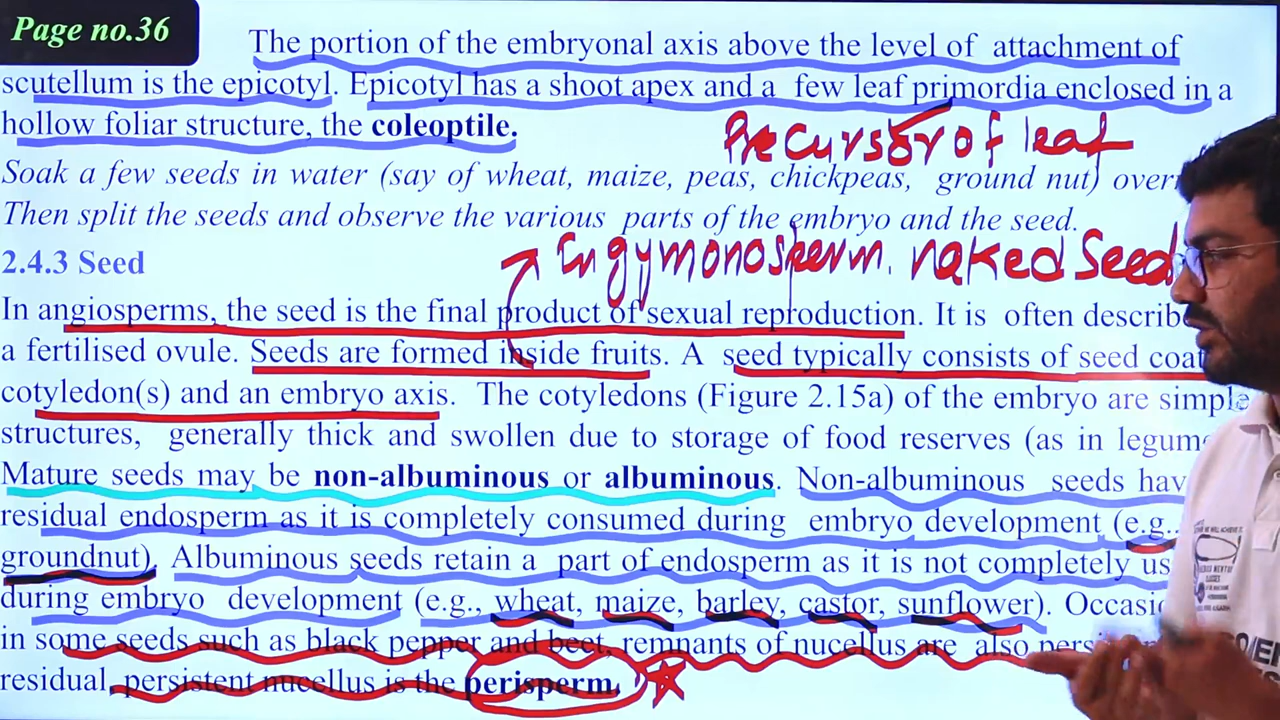 Page no.36
The portion of the embryonal axis above the level of attachment of
scutellum is the epicotyl. Epicotyl has a shoot apex and a few leaf primordia enclosed in a
hollow foliar structure, the coleoptile.
Precursor of leaf
Soak a few seeds in water (say of wheat, maize, peas, chickpeas, ground nut)
Then split the seeds and observe the various parts of the embryo and the seed.
2.4.3 Seed
In gymonosperm. naked Seed
In angiosperms, the seed is the final product of sexual reproduction. It is often
a fertilised ovule. Seeds are formed inside fruits. A seed typically consists of seed
cotyledon(s) and an embryo axis. The cotyledons (Figure 2.15a) of the embryo are simple
structures, generally thick and swollen due to storage of food reserves (as in
Mature seeds may be non-albuminous or albuminous. Non-albuminous seeds
residual endosperm as it is completely consumed during embryo development (e.g.,
groundnut). Albuminous seeds retain a part of endosperm as it is not completely
during embryo development (e.g., wheat, maize, barley, castor, sunflower).
in some seeds such as black pepper and beet, remnants of nucellus are also
residual, persistent nucellus is the perisperm.